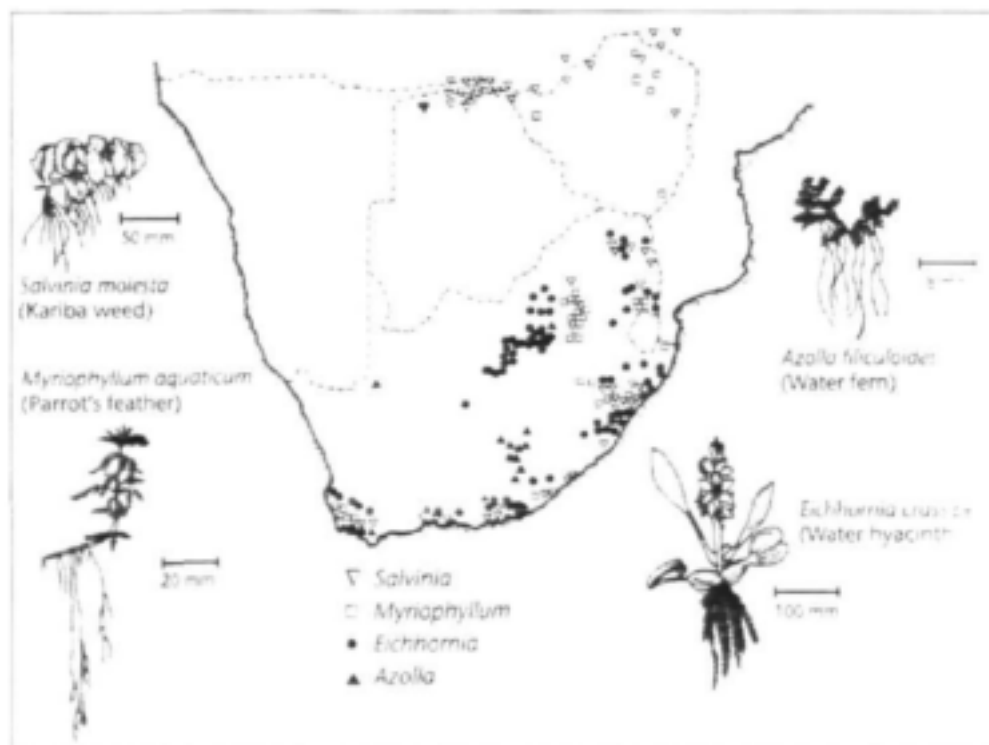 50 mm
Salvinia molesta
(Kariba weed)
Myriophyllum aquaticum
(Parrot's feather)
20 mm
Azolla filiculoides
(Water fern)
Eichhornia
(Water hyacinth
100 mm
Salvinia
Myriophyllum
Eichhornia
Azolla